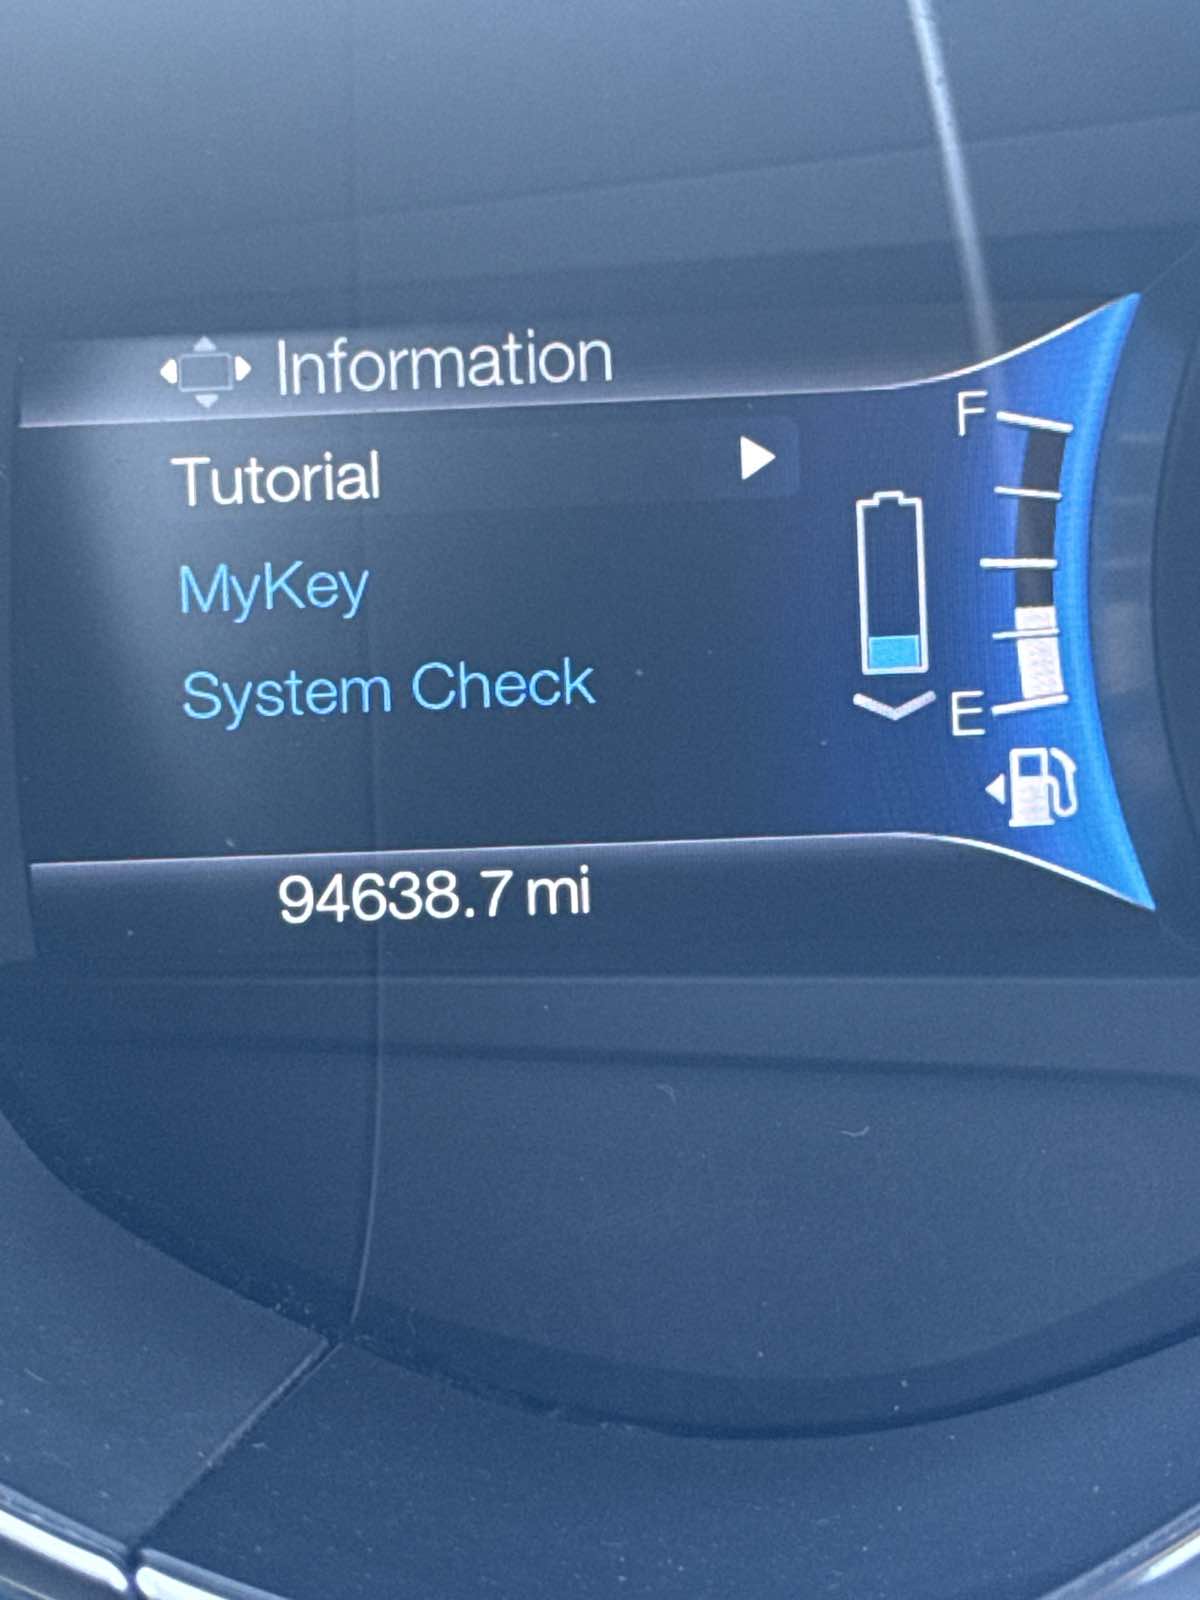 Information
Tutorial
MyKey
System Check
F
E
94638.7 mi